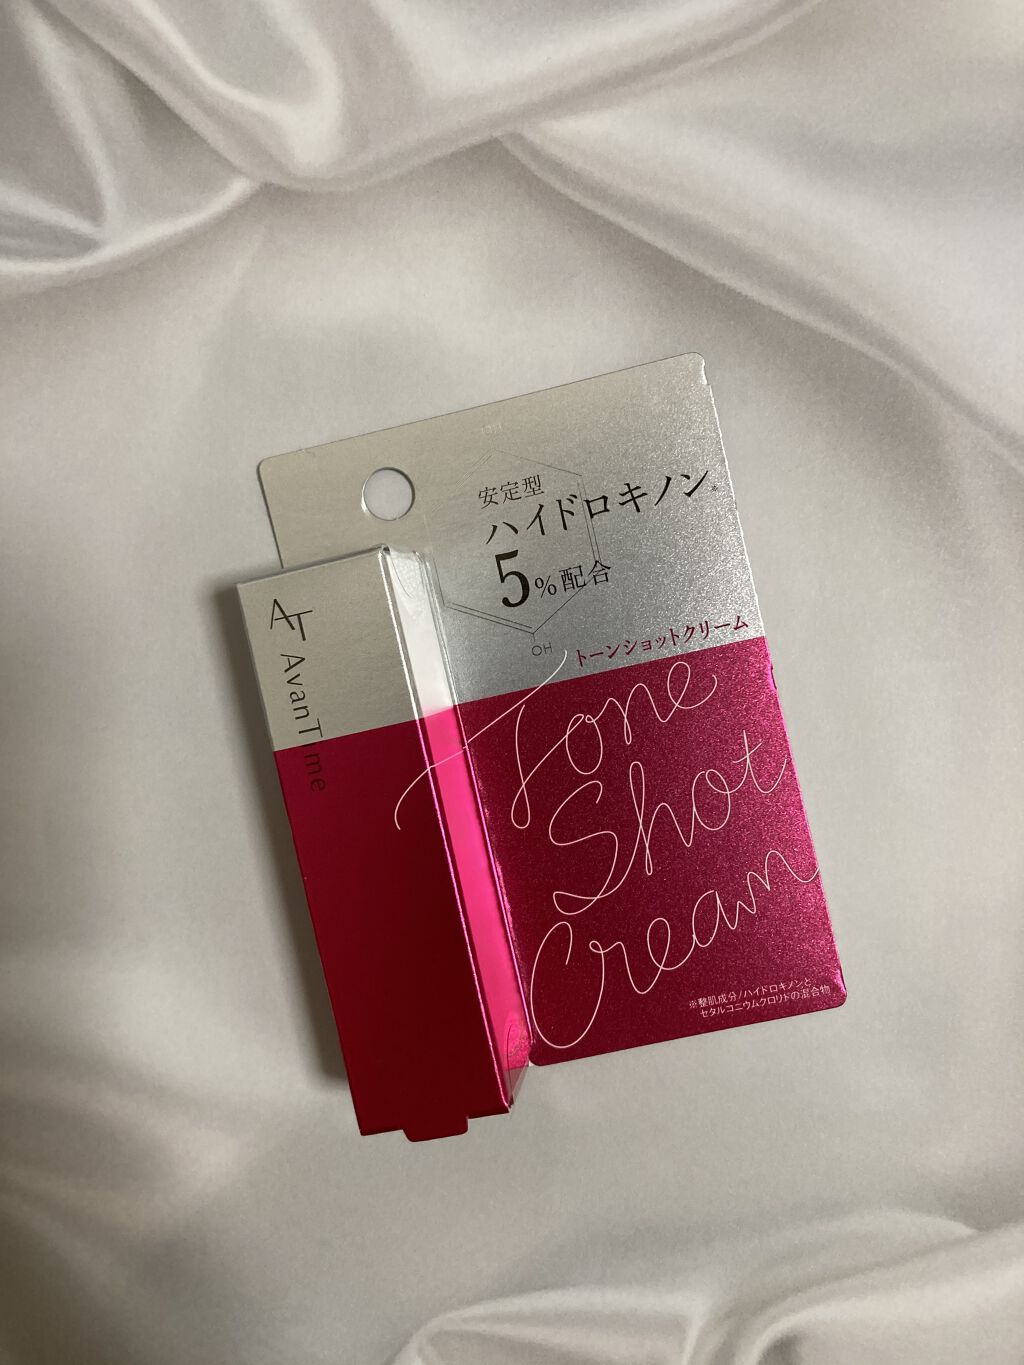 安定型
ハイドロキノン※
5%配合
OH
トーンショットクリーム
Tone
Shot
Cream
AT AvanTime
※整肌成分/ハイドロキノンと
セタルコニウムクロリドの混合物